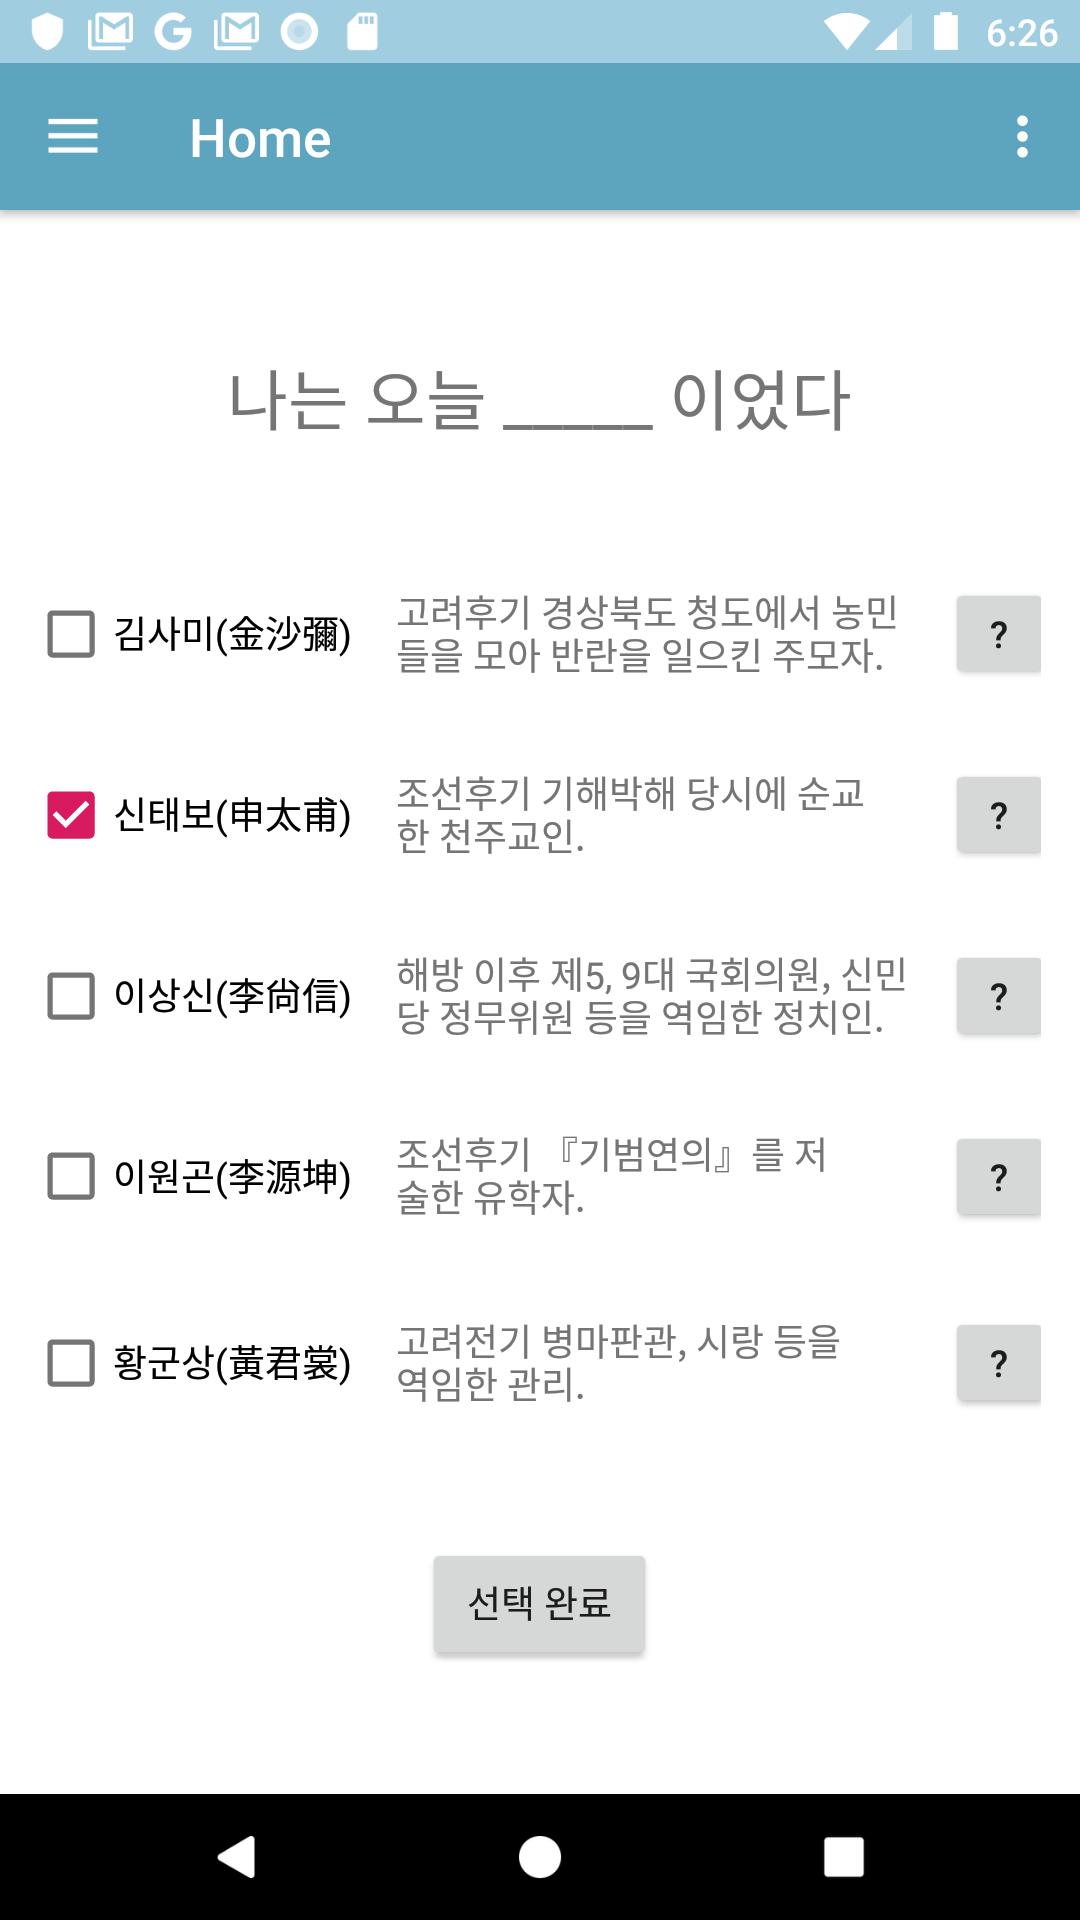 6:26
Home
나는 오늘 _____ 이었다
김사미(金沙彌)
고려후기 경상북도 청도에서 농민
들을 모아 반란을 일으킨 주모자.
?
신태보(申太甫)
조선후기 기해박해 당시에 순교
한 천주교인.
?
이상신(李尙信)
해방 이후 제5, 9대 국회의원, 신민
당 정무위원 등을 역임한 정치인.
?
이원곤(李源坤)
조선후기 『기범연의』를 저
술한 유학자.
?
황군상(黃君裳)
고려전기 병마판관, 시랑 등을
역임한 관리.
?
선택 완료